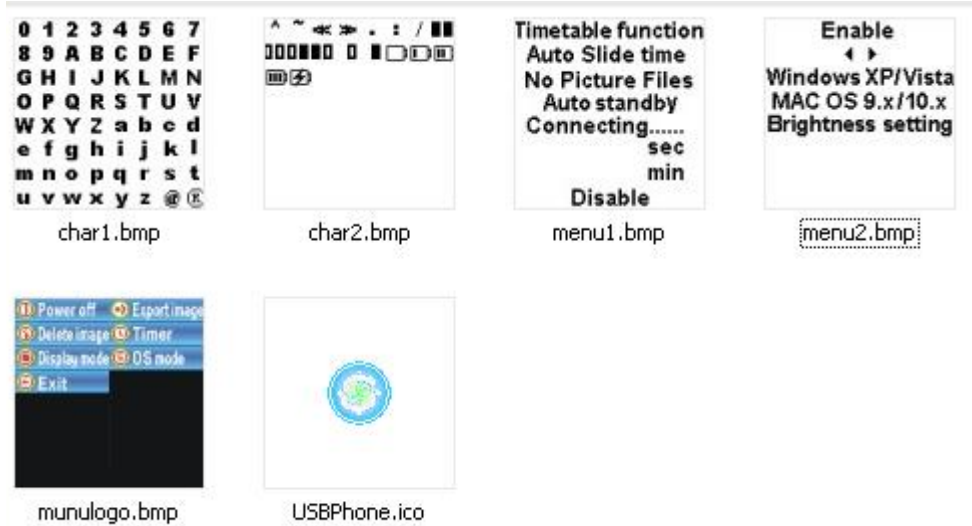 0 1 2 3 4 5 6 7
8 9 A B C D E F
G H I J K L M N
O P Q R S T U V
W X Y Z a b c d
e f g h i j k l
m n o p q r s t
u v w x y z @ ®
char1.bmp
^ ~ ≪ ≫ . : /
char2.bmp
Timetable function
Auto Slide time
No Picture Files
Auto standby
Connecting......
sec
min
Disable
menu1.bmp
Enable
Windows XP/Vista
MAC OS 9.x/10.x
Brightness setting
menu2.bmp
Power off Export image
Delete image Timer
Display mode OS mode
Exit
munulogo.bmp
USBPhone.ico